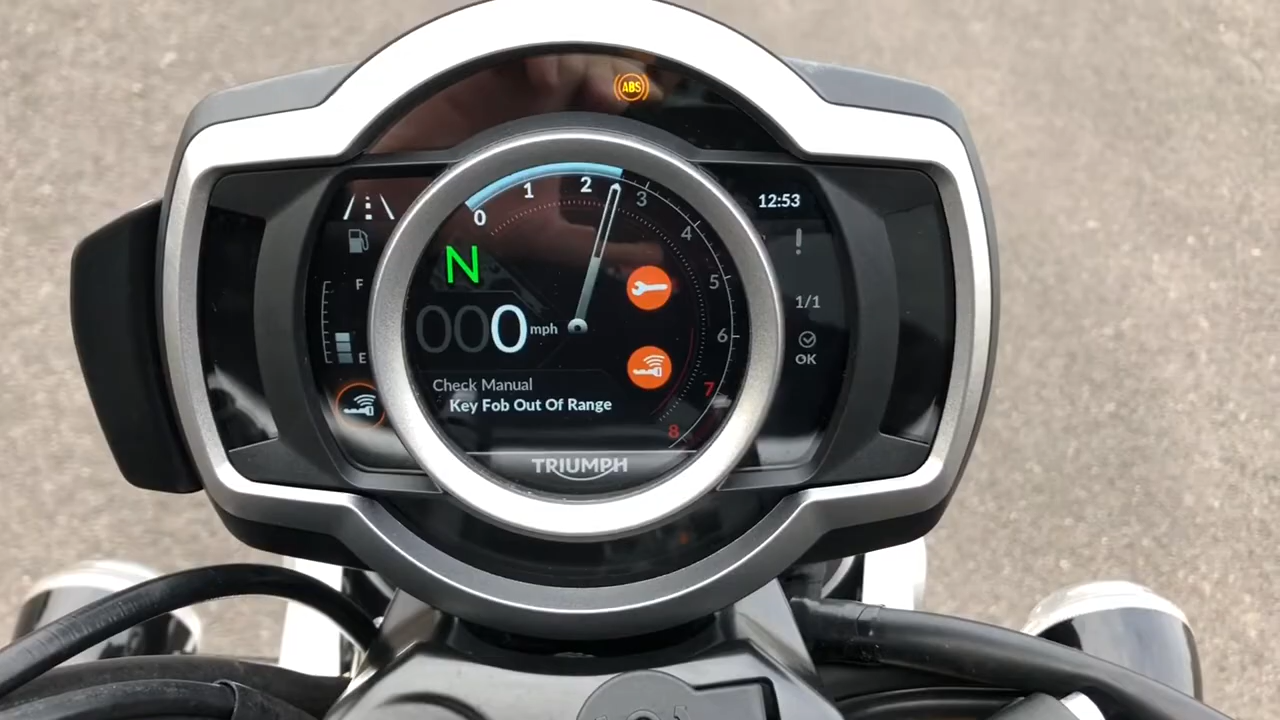 ABS
0 1 2 3 4 5 6 7 8
12:53
F
E
N
000 mph
1/1
OK
Check Manual
Key Fob Out Of Range
TRIUMPH